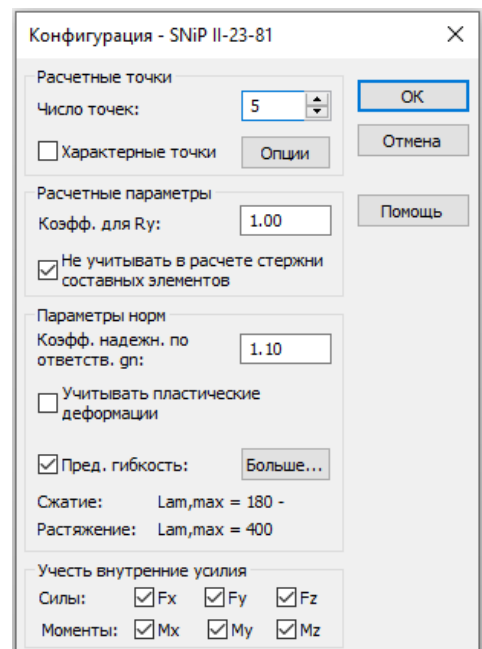 Конфигурация - SNiP II-23-81
Расчетные точки
Число точек: 5
OK
Характерные точки Опции
Отмена
Расчетные параметры
Коэфф. для Ry: 1.00
Помощь
Не учитывать в расчете стержни
составных элементов
Параметры норм
Коэфф. надежн. по
ответств. gn: 1.10
Учитывать пластические
деформации
Пред. гибкость: Больше...
Сжатие: Lam,max = 180 -
Растяжение: Lam,max = 400
Учесть внутренние усилия
Силы: Fx Fy Fz
Моменты: Mx My Mz